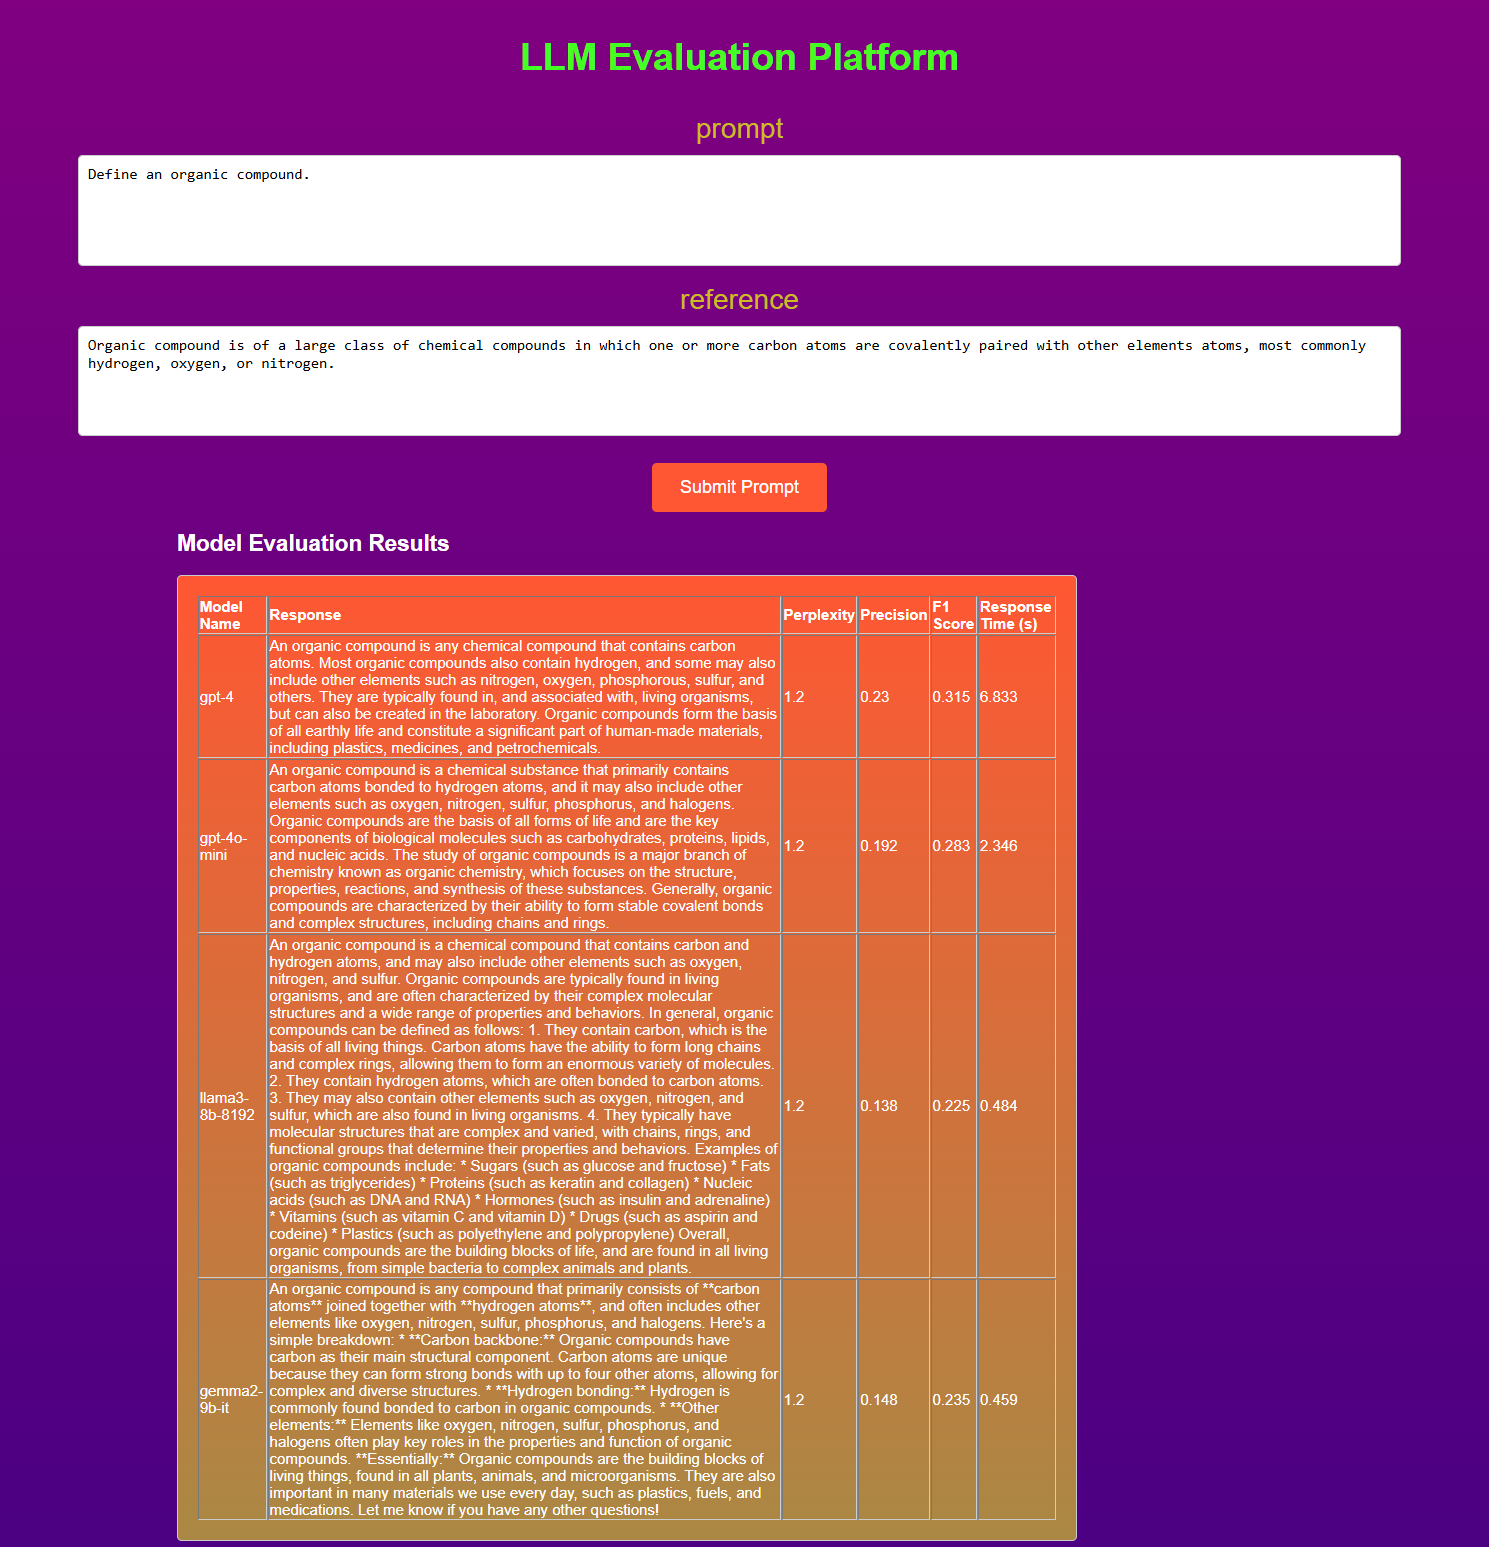 LLM Evaluation Platform
prompt
Define an organic compound.
reference
Organic compound is of a large class of chemical compounds in which one or more carbon atoms are covalently paired with other elements atoms, most commonly
hydrogen, oxygen, or nitrogen.
Submit Prompt
Model Evaluation Results
Model
Name
Response
Perplexity
Precision
F1
Score
Response
Time (s)
gpt-4
An organic compound is any chemical compound that contains carbon
atoms. Most organic compounds also contain hydrogen, and some may also
include other elements such as nitrogen, oxygen, phosphorous, sulfur, and
others. They are typically found in, and associated with, living organisms,
but can also be created in the laboratory. Organic compounds form the basis
of all earthly life and constitute a significant part of human-made materials,
including plastics, medicines, and petrochemicals.
1.2
0.23
0.315
6.833
gpt-4o-
mini
An organic compound is a chemical substance that primarily contains
carbon atoms bonded to hydrogen atoms, and it may also include other
elements such as oxygen, nitrogen, sulfur, phosphorus, and halogens.
Organic compounds are the basis of all forms of life and are the key
components of biological molecules such as carbohydrates, proteins, lipids,
and nucleic acids. The study of organic compounds is a major branch of
chemistry known as organic chemistry, which focuses on the structure,
properties, reactions, and synthesis of these substances. Generally, organic
compounds are characterized by their ability to form stable covalent bonds
and complex structures, including chains and rings.
1.2
0.192
0.283
2.346
llama3-
8b-8192
An organic compound is a chemical compound that contains carbon and
hydrogen atoms, and may also include other elements such as oxygen,
nitrogen, and sulfur. Organic compounds are typically found in living
organisms, and are often characterized by their complex molecular
structures and a wide range of properties and behaviors. In general, organic
compounds can be defined as follows: 1. They contain carbon, which is the
basis of all living things. Carbon atoms have the ability to form long chains
and complex rings, allowing them to form an enormous variety of molecules.
2. They contain hydrogen atoms, which are often bonded to carbon atoms.
3. They may also contain other elements such as oxygen, nitrogen, and
sulfur, which are also found in living organisms. 4. They typically have
molecular structures that are complex and varied, with chains, rings, and
functional groups that determine their properties and behaviors. Examples of
organic compounds include: * Sugars (such as glucose and fructose) * Fats
(such as triglycerides) * Proteins (such as keratin and collagen) * Nucleic
acids (such as DNA and RNA) * Hormones (such as insulin and adrenaline)
* Vitamins (such as vitamin C and vitamin D) * Drugs (such as aspirin and
codeine) * Plastics (such as polyethylene and polypropylene) Overall,
organic compounds are the building blocks of life, and are found in all living
organisms, from simple bacteria to complex animals and plants.
1.2
0.138
0.225
0.484
gemma2-
9b-it
An organic compound is any compound that primarily consists of **carbon
atoms** joined together with **hydrogen atoms**, and often includes other
elements like oxygen, nitrogen, sulfur, phosphorus, and halogens. Here's a
simple breakdown: * **Carbon backbone:** Organic compounds have
carbon as their main structural component. Carbon atoms are unique
because they can form strong bonds with up to four other atoms, allowing for
complex and diverse structures. * **Hydrogen bonding:** Hydrogen is
commonly found bonded to carbon in organic compounds. * **Other
elements:** Elements like oxygen, nitrogen, sulfur, phosphorus, and
halogens often play key roles in the properties and function of organic
compounds. **Essentially:** Organic compounds are the building blocks of
living things, found in all plants, animals, and microorganisms. They are also
important in many materials we use every day, such as plastics, fuels, and
medications. Let me know if you have any other questions!
1.2
0.148
0.235
0.459